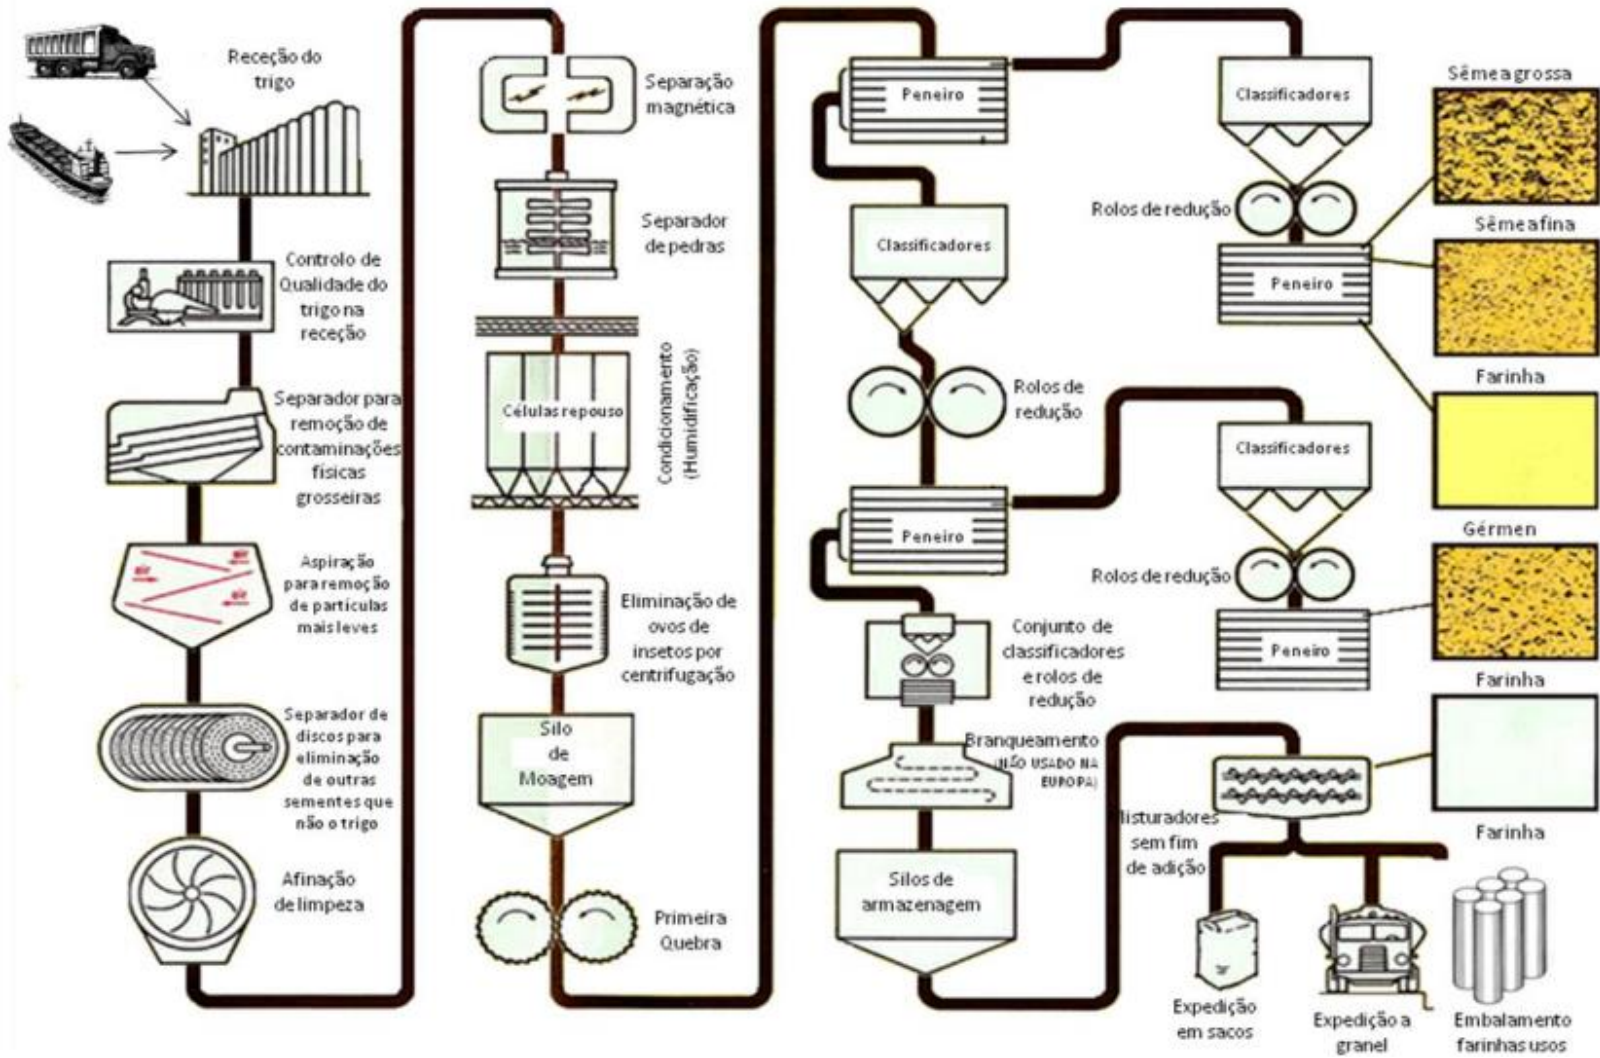 Receção do
trigo
Controlo de
Qualidade do
trigo na
receção
Separador para
remoção de
contaminações
físicas
grosseiras
air
air
air
Aspiração
para remoção
de partículas
mais leves
Separador de
discos para
eliminação
de outras
sementes que
não o trigo
Afinação
de limpeza
Separação
magnética
Separador
de pedras
Células repouso
Condicionamento
(Humidificação)
Eliminação de
ovos de
insetos por
centrifugação
Silo
de
Moagem
Primeira
Quebra
Peneiro
Classificadores
Rolos de
redução
Peneiro
Conjunto de
classificadores
e rolos de
redução
Branqueamento
(NÃO USADO NA
EUROPA)
Silos de
armazenagem
Classificadores
Rolos de redução
Peneiro
Classificadores
Rolos de redução
Peneiro
Misturadores
sem fim
de adição
Sêmea grossa
Sêmea fina
Farinha
Gérmen
Farinha
Farinha
Expedição
em sacos
Expedição a
granel
Embalamento
farinhas usos